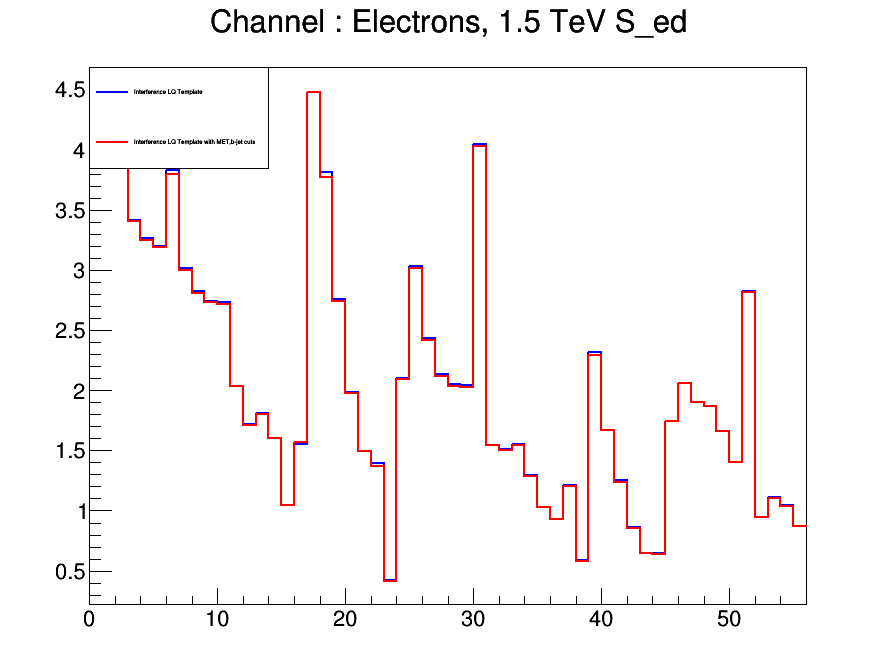 Channel : Electrons, 1.5 TeV S_ed
Interference LQ Template
Interference LQ Template with MET,b-jet cuts
4.5
4
3.5
3
2.5
2
1.5
1
0.5
0 10 20 30 40 50